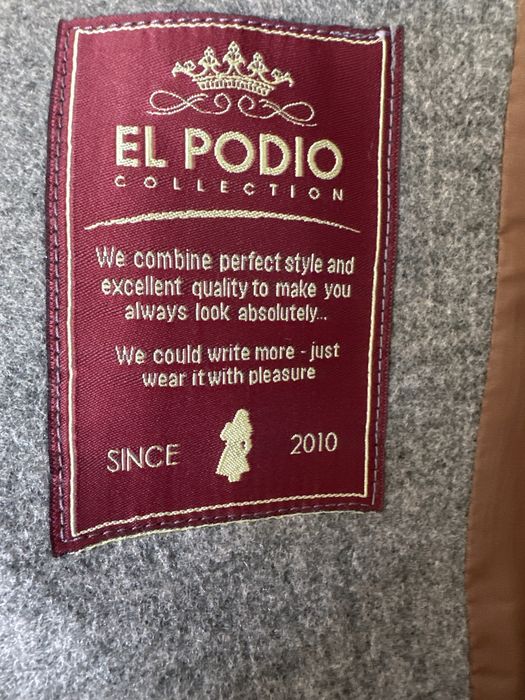 EL PODIO
COLLECTION
We combine perfect style and
excellent quality to make you
always look absolutely...
We could write more - just
wear it with pleasure
SINCE 2010